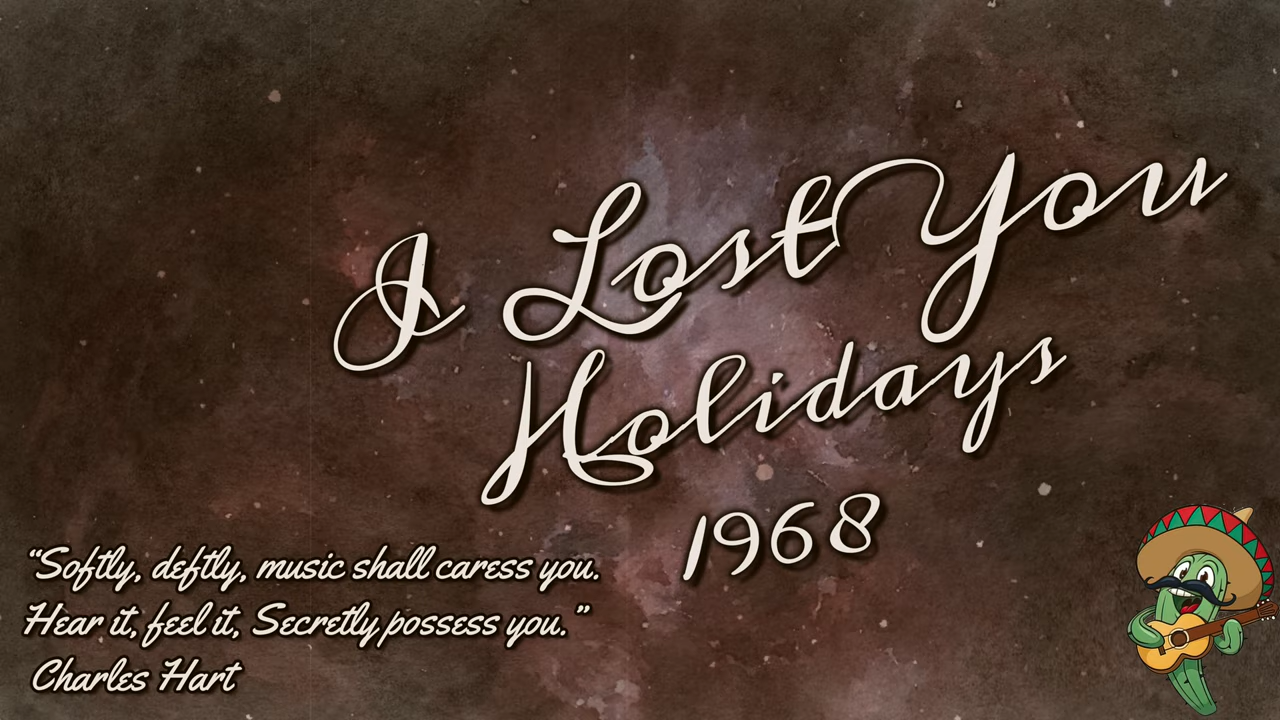 I Lost You
Holidays
1968
“Softly, deftly, music shall caress you.
Hear it, feel it, Secretly possess you.”
Charles Hart